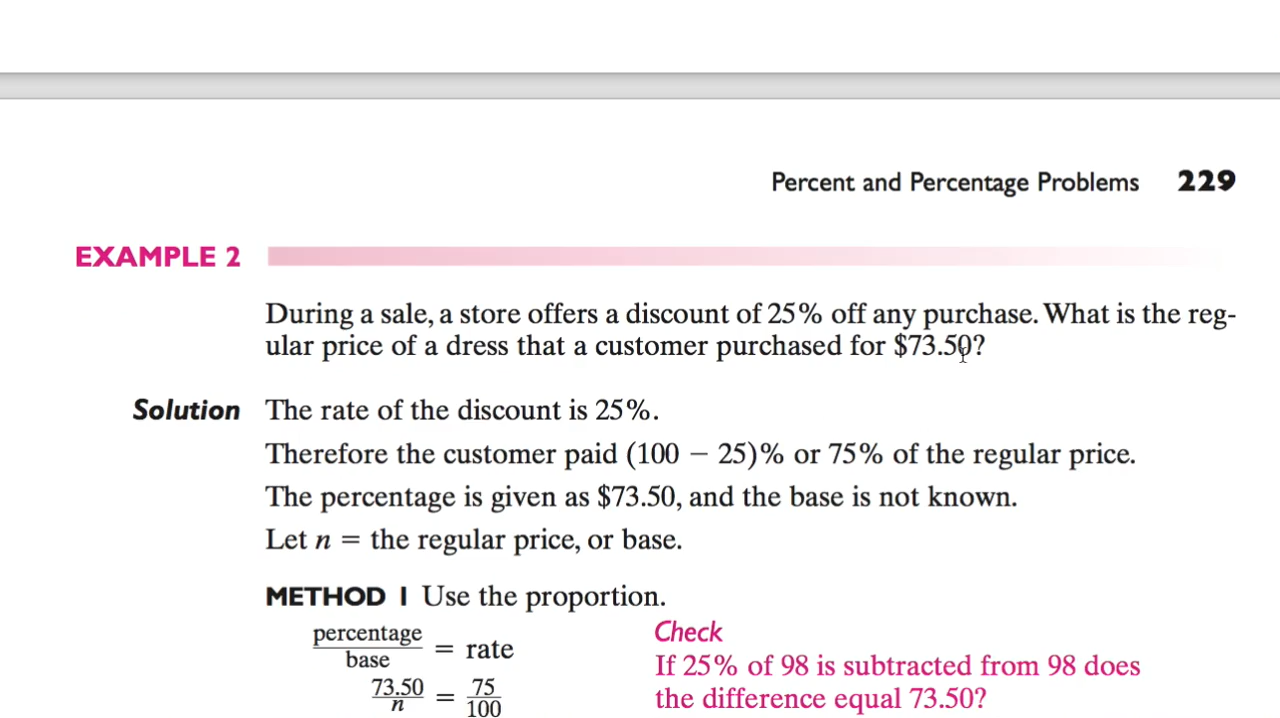 Percent and Percentage Problems 229
EXAMPLE 2
During a sale, a store offers a discount of 25% off any purchase. What is the reg-
ular price of a dress that a customer purchased for $73.50?
Solution The rate of the discount is 25%.
Therefore the customer paid (100 − 25)% or 75% of the regular price.
The percentage is given as $73.50, and the base is not known.
Let n = the regular price, or base.
METHOD 1 Use the proportion.
percentage/base = rate
73.50/n = 75/100
Check
If 25% of 98 is subtracted from 98 does
the difference equal 73.50?